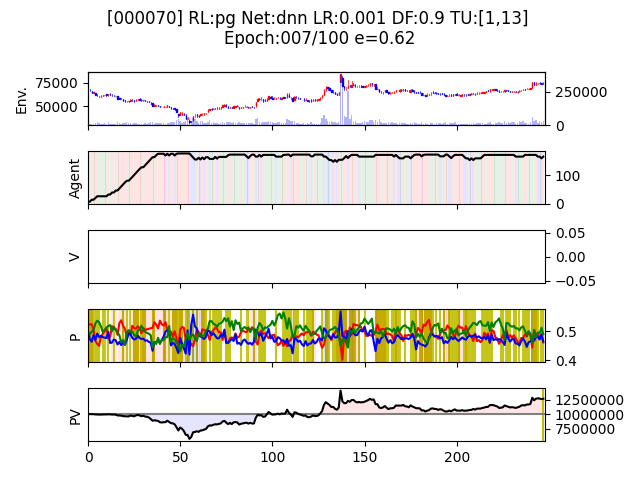 [000070] RL:pg Net:dnn LR:0.001 DF:0.9 TU:[1,13]
Epoch:007/100 e=0.62
Env.
75000
50000
250000
0
Agent
100
0
V
0.05
0.00
−0.05
P
0.5
0.4
PV
12500000
10000000
7500000
0
50
100
150
200